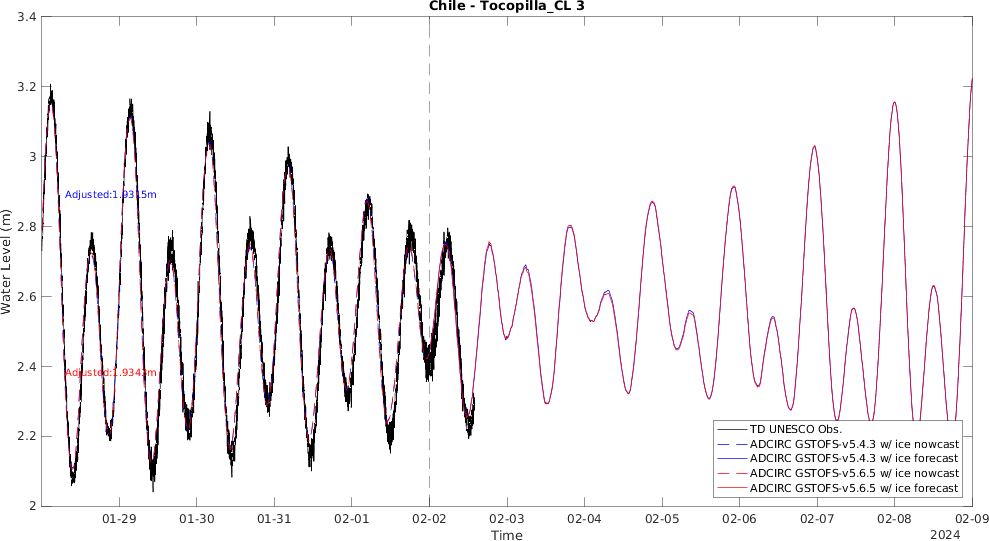 Chile - Tocopilla_CL 3
3.4
3.2
3
2.8
2.6
2.4
2.2
2
Water Level (m)
Adjusted:1.9315m
Adjusted:1.9343m
TD UNESCO Obs.
ADCIRC GSTOFS-v5.4.3 w/ ice nowcast
ADCIRC GSTOFS-v5.4.3 w/ ice forecast
ADCIRC GSTOFS-v5.6.5 w/ ice nowcast
ADCIRC GSTOFS-v5.6.5 w/ ice forecast
01-29 01-30 01-31 02-01 02-02 02-03 02-04 02-05 02-06 02-07 02-08 02-09
Time
2024